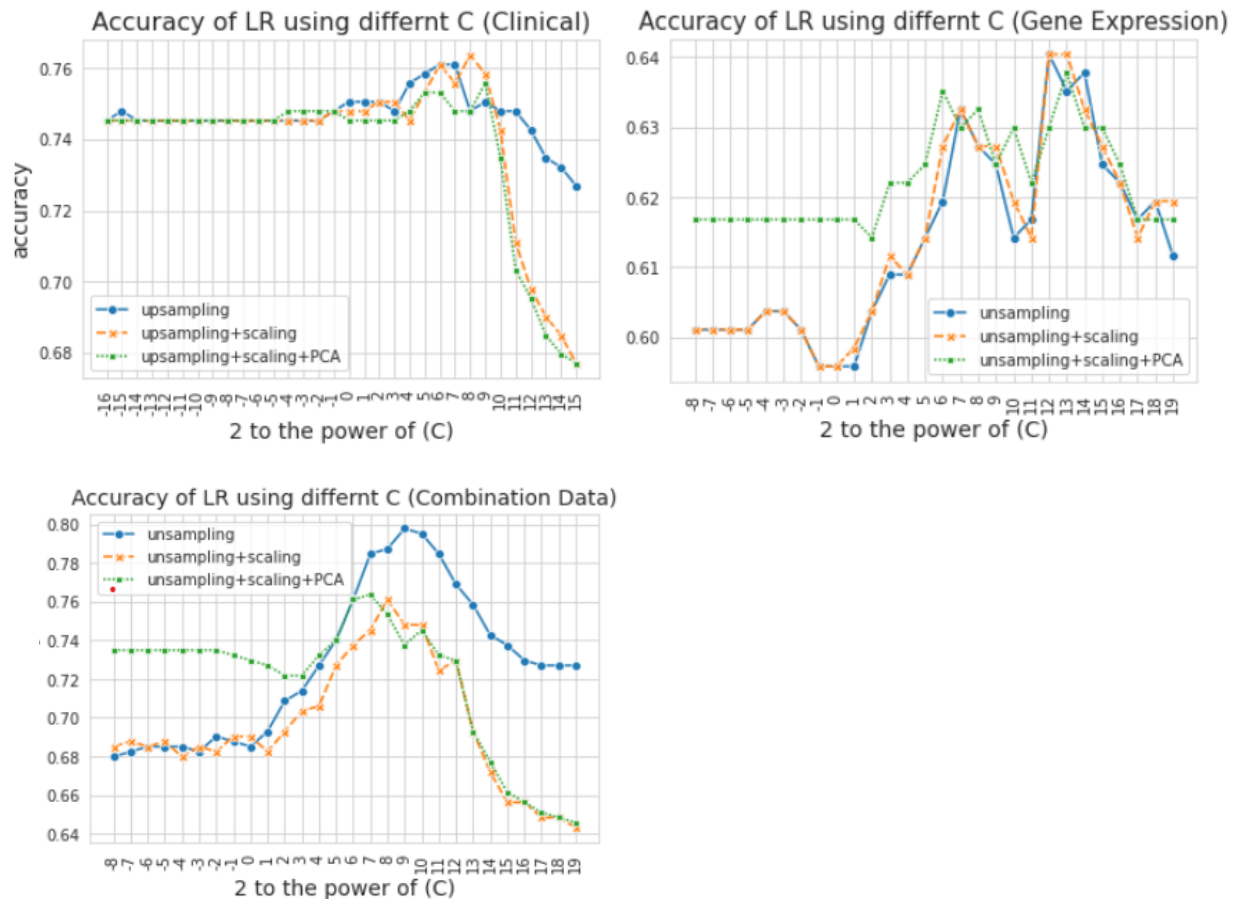 Accuracy of LR using differnt C (Clinical)
accuracy
0.76
0.74
0.72
0.70
0.68
upsampling
upsampling+scaling
upsampling+scaling+PCA
-16 -15 -14 -13 -12 -11 -10 -9 -8 -7 -6 -5 -4 -3 -2 -1 0 1 2 3 4 5 6 7 8 9 10 11 12 13 14 15
2 to the power of (C)
Accuracy of LR using differnt C (Gene Expression)
0.64
0.63
0.62
0.61
0.60
unsampling
unsampling+scaling
unsampling+scaling+PCA
-8 -7 -6 -5 -4 -3 -2 -1 0 1 2 3 4 5 6 7 8 9 10 11 12 13 14 15 16 17 18 19
2 to the power of (C)
Accuracy of LR using differnt C (Combination Data)
0.80
0.78
0.76
0.74
0.72
0.70
0.68
0.66
0.64
unsampling
unsampling+scaling
unsampling+scaling+PCA
-8 -7 -6 -5 -4 -3 -2 -1 0 1 2 3 4 5 6 7 8 9 10 11 12 13 14 15 16 17 18 19
2 to the power of (C)